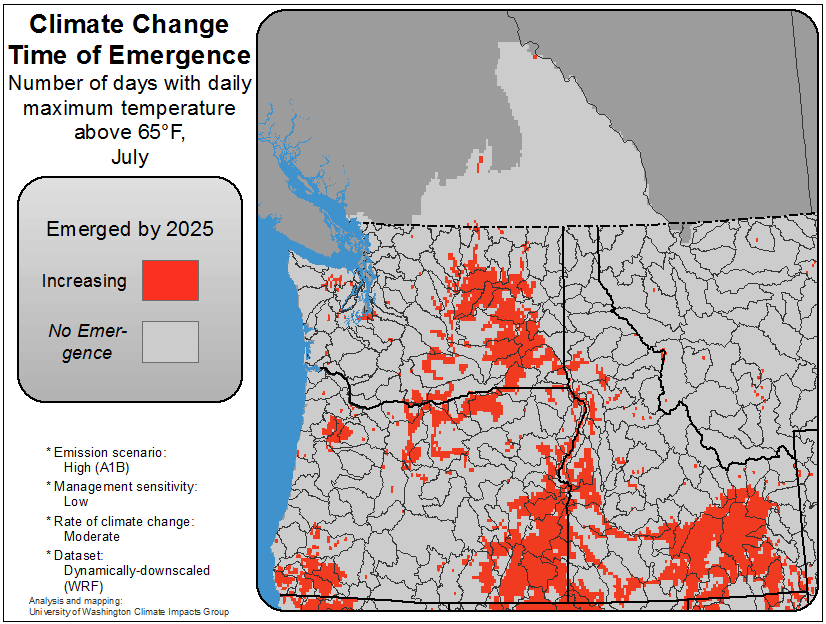 Climate Change
Time of Emergence
Number of days with daily
maximum temperature
above 65°F,
July
Emerged by 2025
Increasing
No Emer-
gence
* Emission scenario:
High (A1B)
* Management sensitivity:
Low
* Rate of climate change:
Moderate
* Dataset:
Dynamically-downscaled
(WRF)
Analysis and mapping:
University of Washington Climate Impacts Group